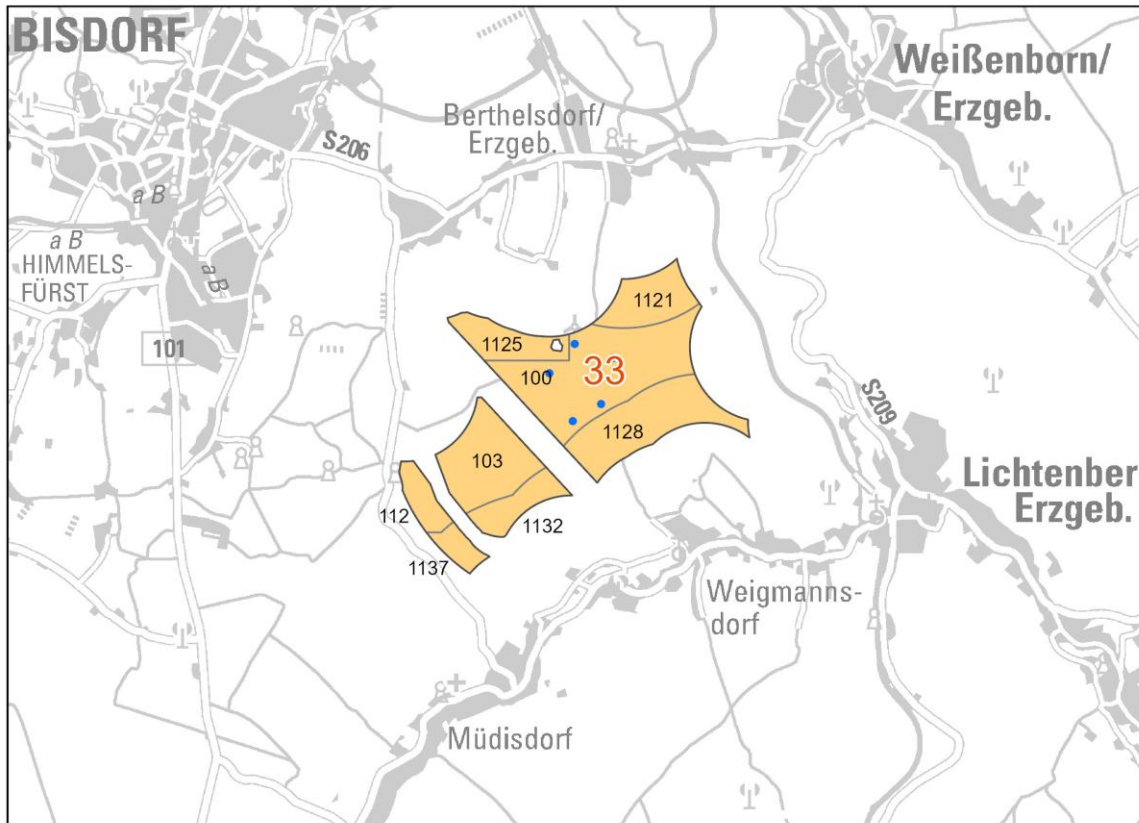 BISDORF
Weißenborn/
Erzgeb.
Berthelsdorf/
Erzgeb.
S206
a B
a B
HIMMELS-
FÜRST
a B
101
1121
1125
33
100
1128
S209
103
Lichtenber
Erzgeb.
112
1132
1137
Weigmanns-
dorf
Müdisdorf